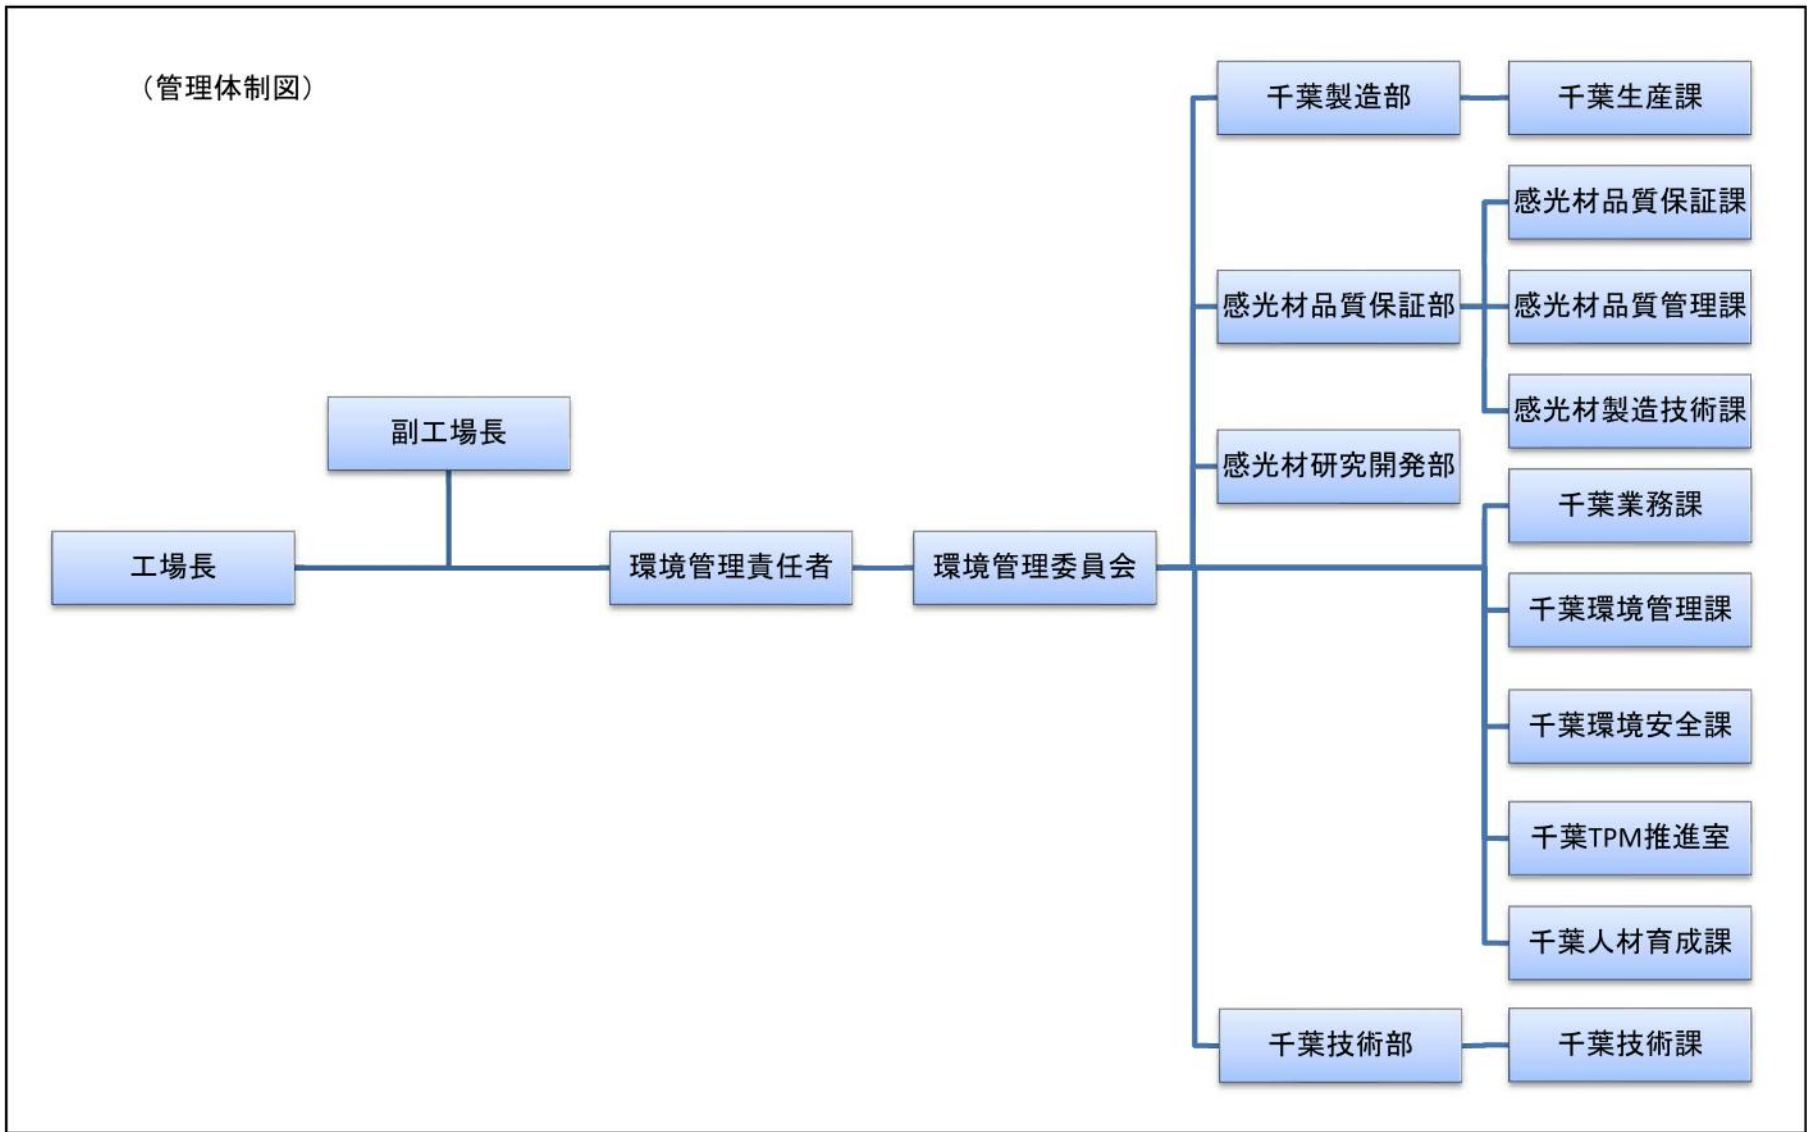 （管理体制図）
工場長
副工場長
環境管理責任者
環境管理委員会
千葉製造部
千葉生産課
感光材品質保証部
感光材品質保証課
感光材品質管理課
感光材製造技術課
感光材研究開発部
千葉業務課
千葉環境管理課
千葉環境安全課
千葉TPM推進室
千葉人材育成課
千葉技術部
千葉技術課